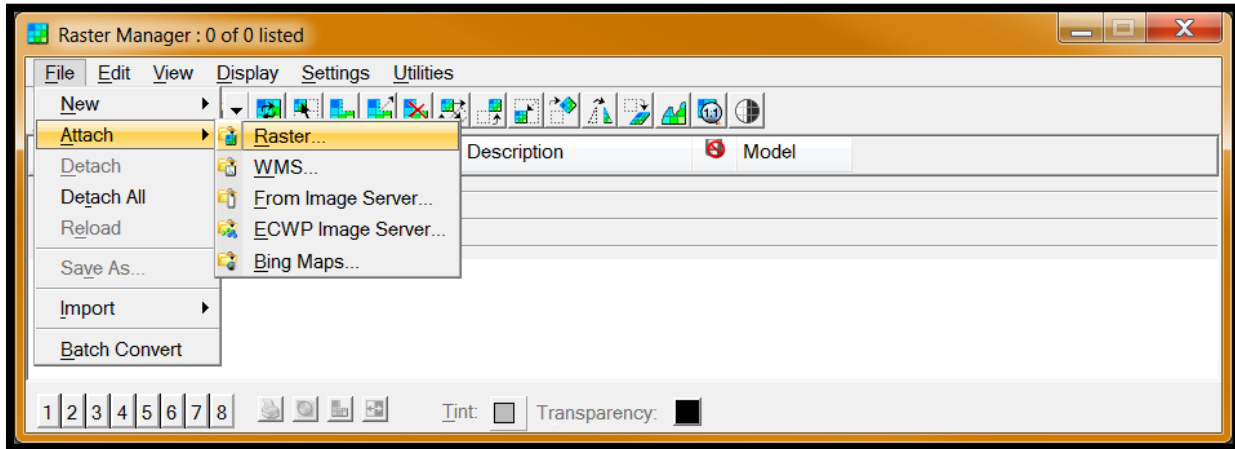 Raster Manager : 0 of 0 listed
File Edit View Display Settings Utilities
New
Attach
Detach
Detach All
Reload
Save As...
Import
Batch Convert
Raster...
WMS...
From Image Server...
ECWP Image Server...
Bing Maps...
1:1
Description Model
1 2 3 4 5 6 7 8 Tint: Transparency: